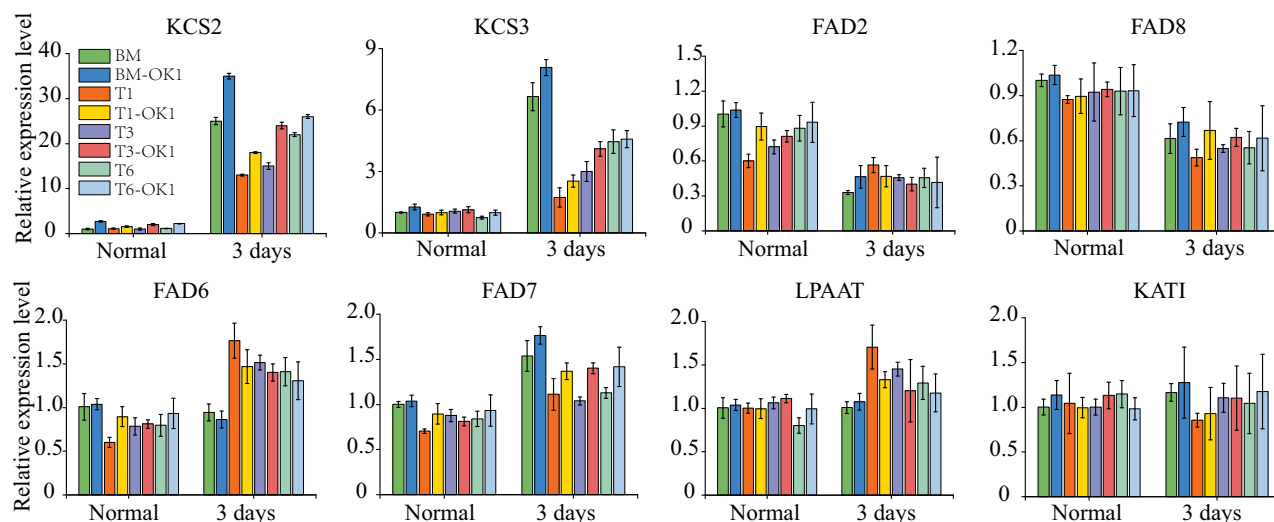 KCS2
KCS3
FAD2
FAD8
Relative expression level
40
30
20
10
0
BM
BM-OK1
T1
T1-OK1
T3
T3-OK1
T6
T6-OK1
Normal
3 days
9
6
3
0
Normal
3 days
1.5
1.2
0.9
0.6
0.3
0
Normal
3 days
1.2
0.9
0.6
0.3
0
Normal
3 days
FAD6
FAD7
LPAAT
KATI
Relative expression level
2.0
1.5
1.0
0.5
0
Normal
3 days
2.0
1.5
1.0
0.5
0
Normal
3 days
2.0
1.5
1.0
0.5
0
Normal
3 days
2.0
1.5
1.0
0.5
0
Normal
3 days